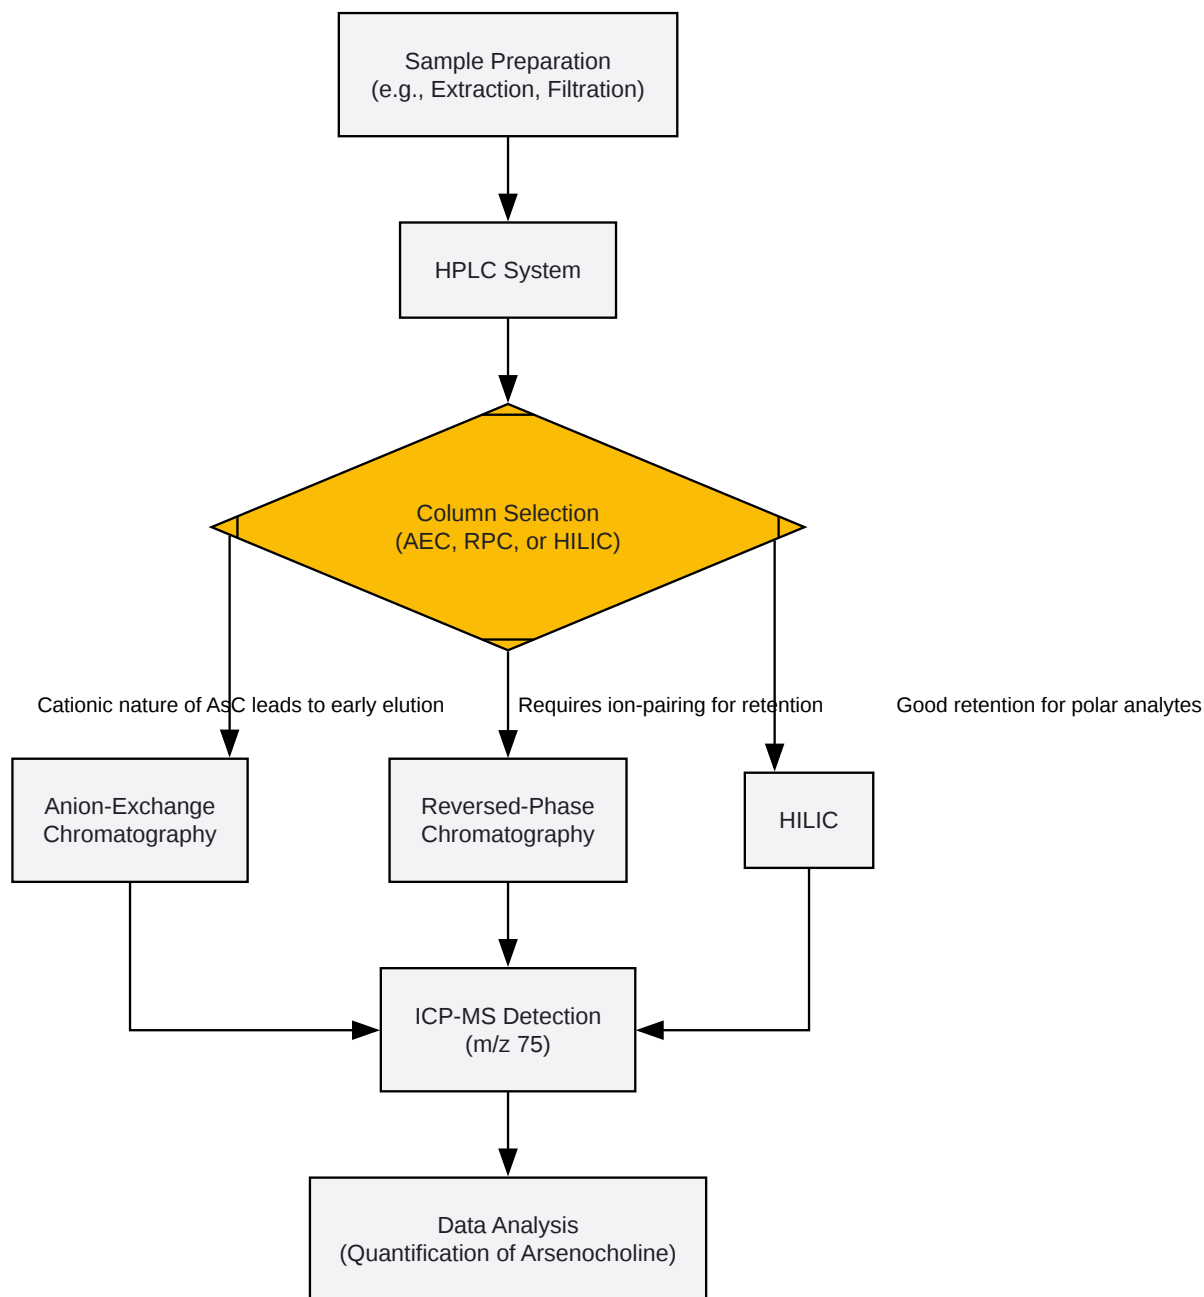 Sample Preparation
(e.g., Extraction, Filtration)
HPLC System
Column Selection
(AEC, RPC, or HILIC)
Cationic nature of AsC leads to early elution
Requires ion-pairing for retention
Good retention for polar analytes
Anion-Exchange
Chromatography
Reversed-Phase
Chromatography
HILIC
ICP-MS Detection
(m/z 75)
Data Analysis
(Quantification of Arsenocholine)